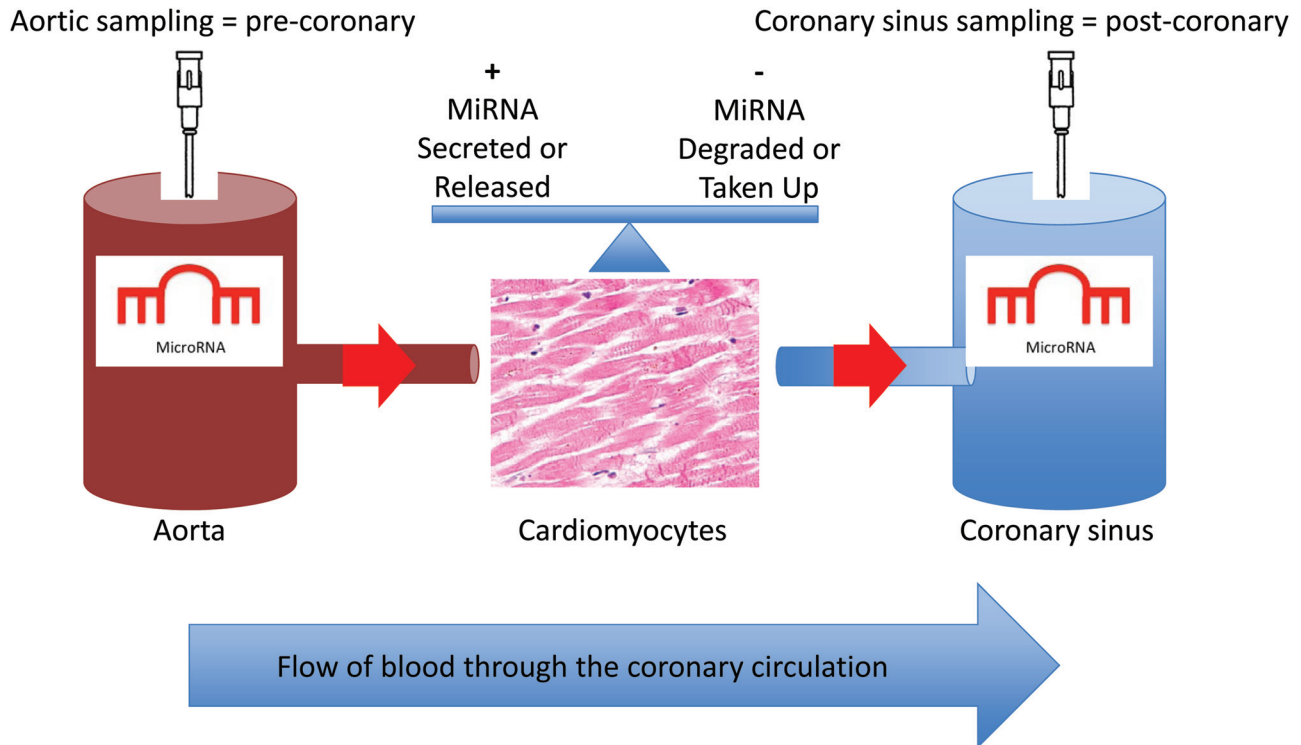 Aortic sampling = pre-coronary
Coronary sinus sampling = post-coronary
+
MiRNA
Secreted or
Released
-
MiRNA
Degraded or
Taken Up
MicroRNA
MicroRNA
Aorta
Cardiomyocytes
Coronary sinus
Flow of blood through the coronary circulation